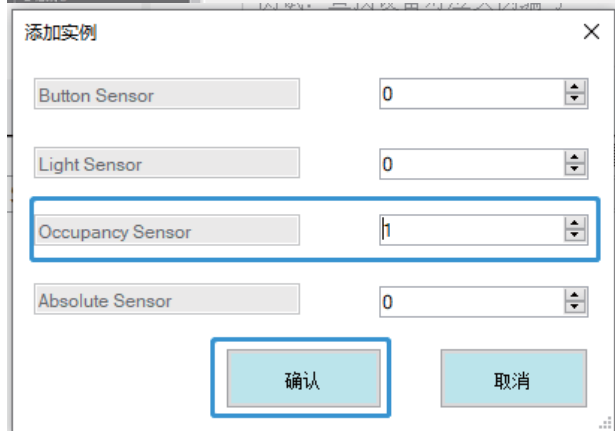 添加实例
Button Sensor 0
Light Sensor 0
Occupancy Sensor 1
Absolute Sensor 0
确认 取消